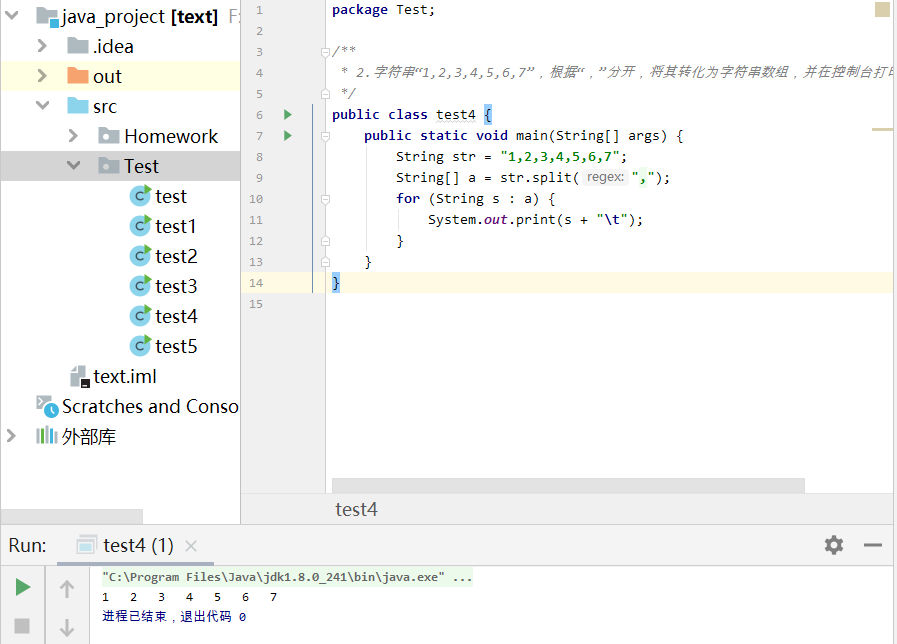 java_project [text] F:
.idea
out
src
Homework
Test
test
test1
test2
test3
test4
test5
text.iml
Scratches and Conso
外部库
1 package Test;
2
3 /**
4 * 2.字符串“1,2,3,4,5,6,7”，根据“，”分开，将其转化为字符串数组，并在控制台打印
5 */
6 public class test4 {
7 public static void main(String[] args) {
8 String str = "1,2,3,4,5,6,7";
9 String[] a = str.split( regex: ",");
10 for (String s : a) {
11 System.out.print(s + "\t");
12 }
13 }
14 }
15
test4
Run: test4 (1)
"C:\Program Files\Java\jdk1.8.0_241\bin\java.exe" ...
1 2 3 4 5 6 7
进程已结束，退出代码 0